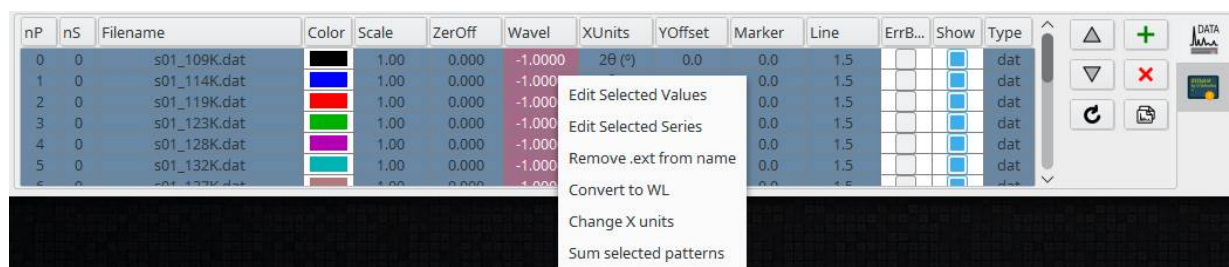 nP nS Filename Color Scale ZerOff Wavel XUnits YOffset Marker Line ErrB... Show Type
0 0 s01_109K.dat 1.00 0.000 -1.0000 2θ (º) 0.0 0.0 1.5 dat
1 0 s01_114K.dat 1.00 0.000 -1.000 0.0 1.5 dat
2 0 s01_119K.dat 1.00 0.000 -1.000 0.0 1.5 dat
3 0 s01_123K.dat 1.00 0.000 -1.000 0.0 1.5 dat
4 0 s01_128K.dat 1.00 0.000 -1.000 0.0 1.5 dat
5 0 s01_132K.dat 1.00 0.000 -1.000 0.0 1.5 dat
Edit Selected Values
Edit Selected Series
Remove .ext from name
Convert to WL
Change X units
Sum selected patterns
DATA